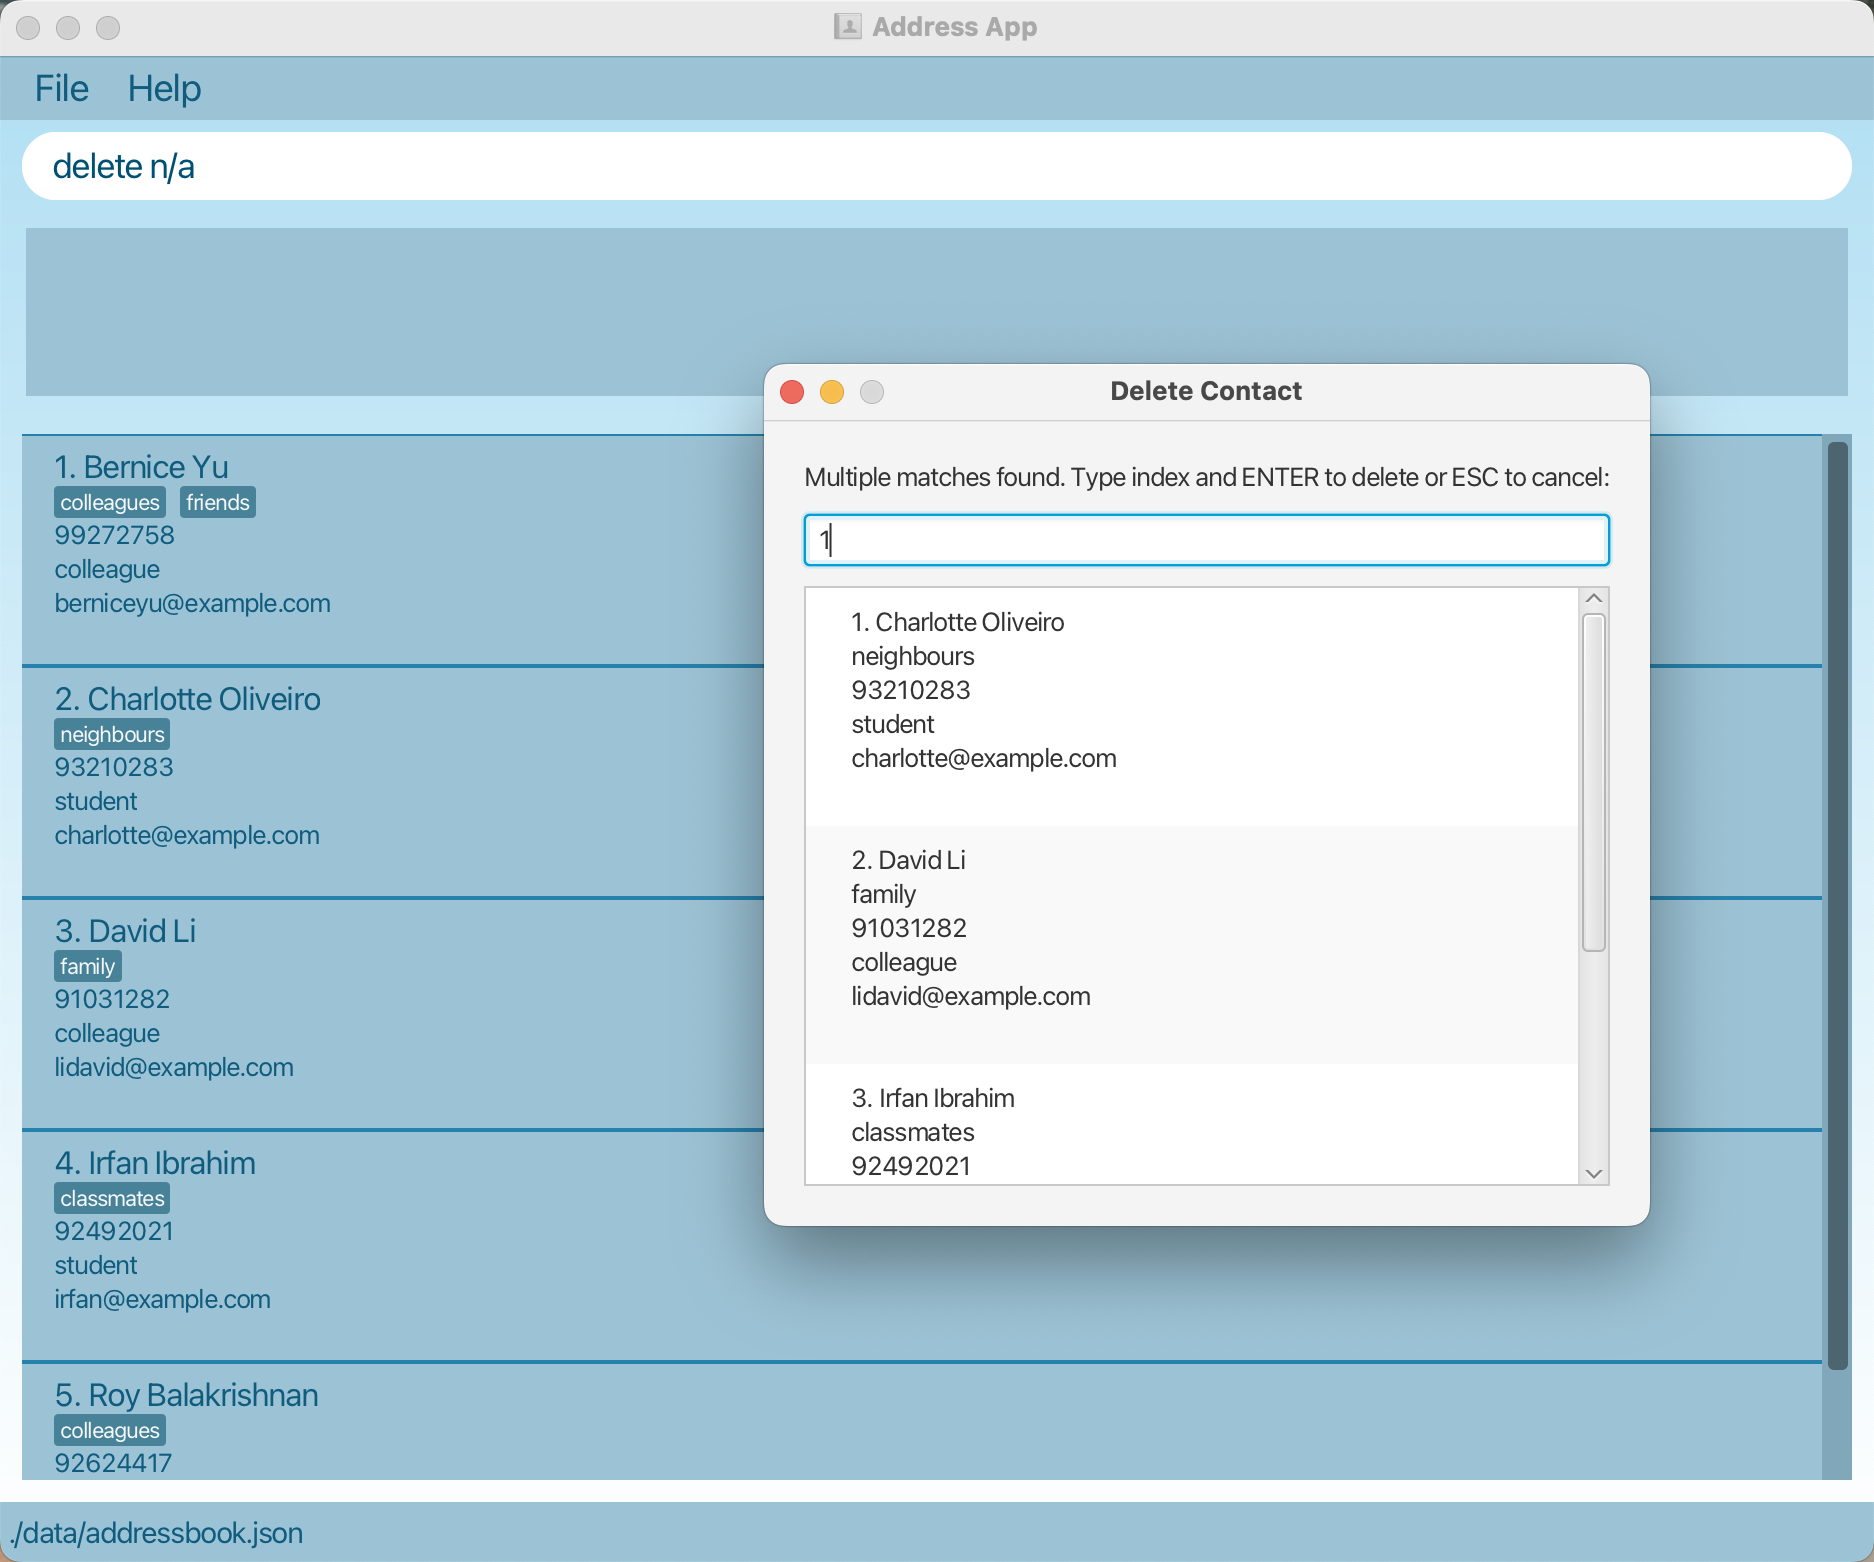 Address App
File Help
delete n/a
1. Bernice Yu
colleagues friends
99272758
colleague
berniceyu@example.com
2. Charlotte Oliveiro
neighbours
93210283
student
charlotte@example.com
3. David Li
family
91031282
colleague
lidavid@example.com
4. Irfan Ibrahim
classmates
92492021
student
irfan@example.com
5. Roy Balakrishnan
colleagues
92624417
Delete Contact
Multiple matches found. Type index and ENTER to delete or ESC to cancel:
1
1. Charlotte Oliveiro
neighbours
93210283
student
charlotte@example.com
2. David Li
family
91031282
colleague
lidavid@example.com
3. Irfan Ibrahim
classmates
92492021
./data/addressbook.json